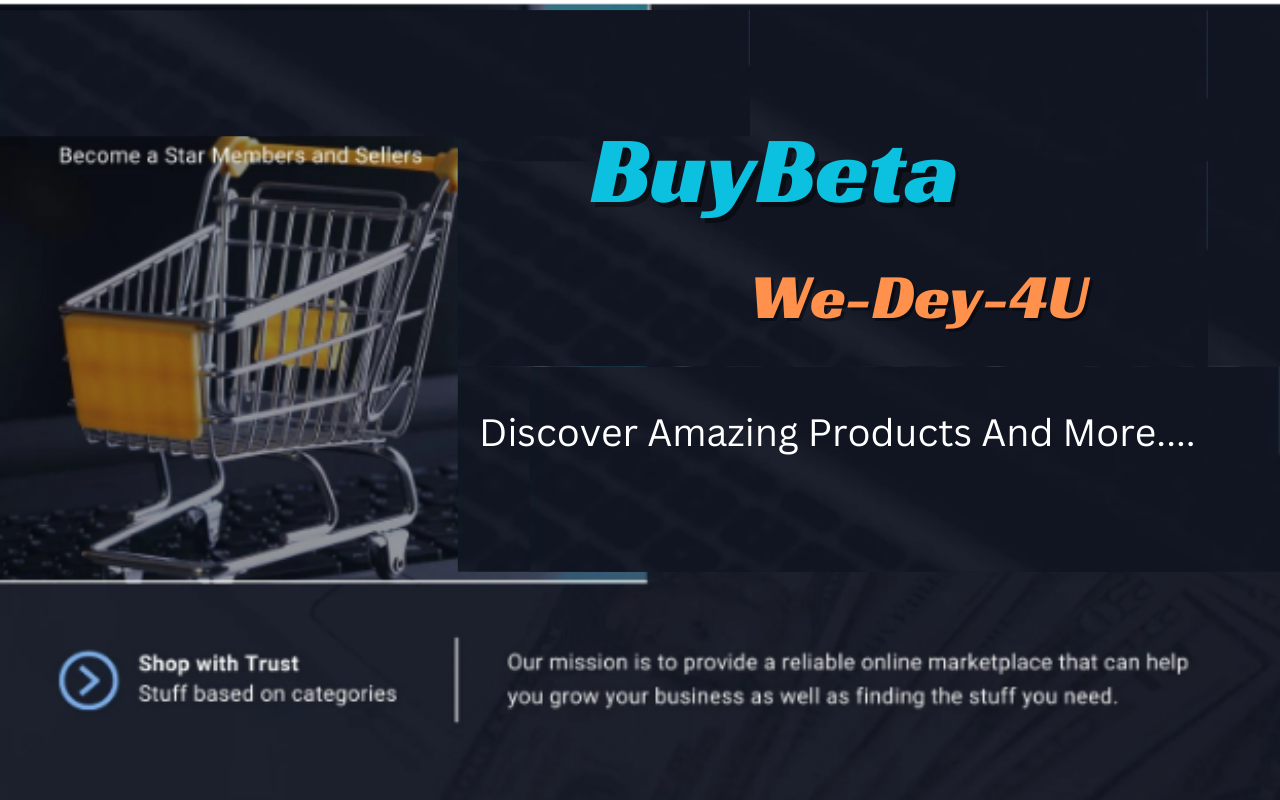 Become a Star Members and Sellers
BuyBeta
We-Dey-4U
Discover Amazing Products And More....
Shop with Trust
Stuff based on categories
Our mission is to provide a reliable online marketplace that can help
you grow your business as well as finding the stuff you need.